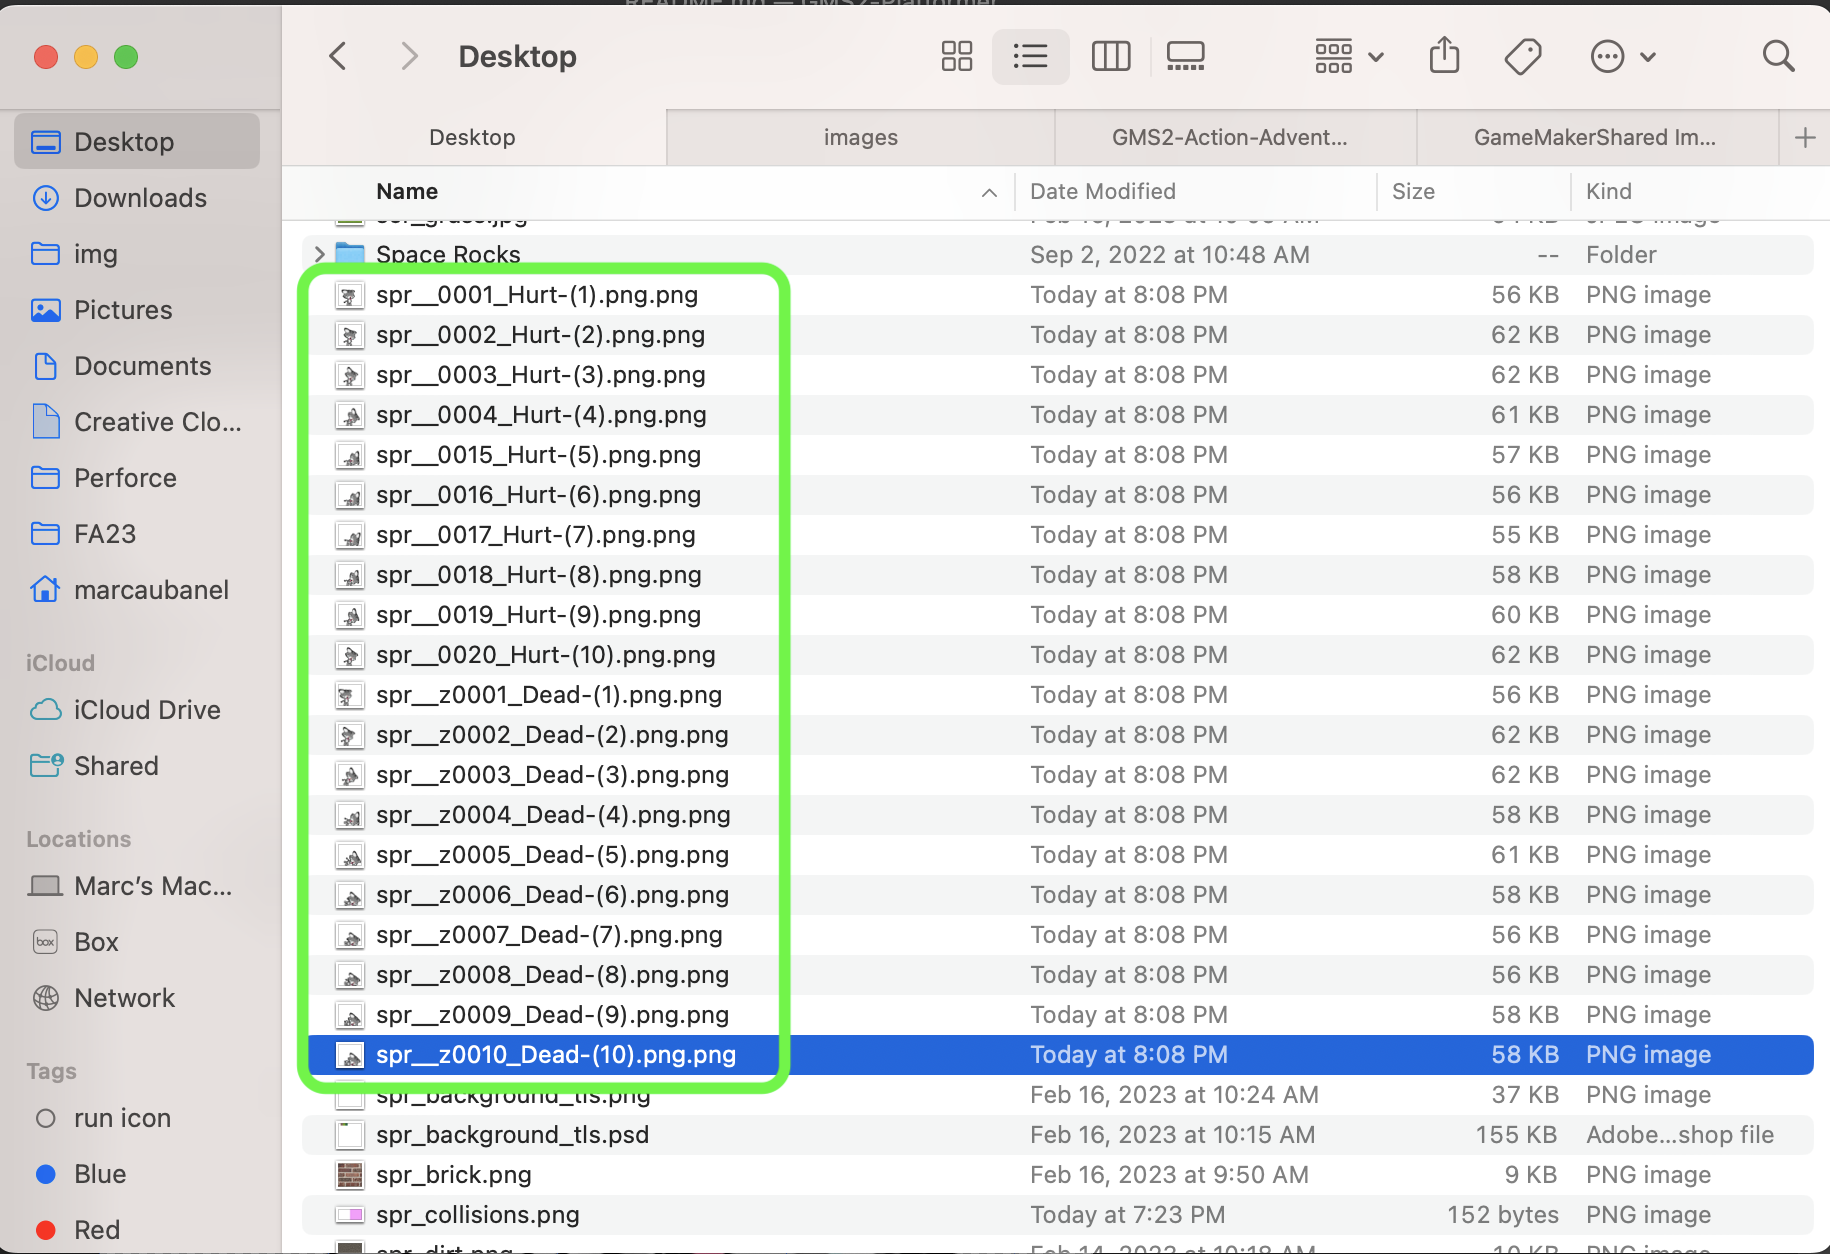 README.md — GMS2-Platformer
Desktop
Desktop
images
GMS2-Action-Advent...
GameMakerShared Im...
Name
Date Modified
Size
Kind
Desktop
Downloads
img
Pictures
Documents
Creative Clo...
Perforce
FA23
marcaubanel
iCloud
iCloud Drive
Shared
Locations
Marc’s Mac...
box
Box
Network
Tags
run icon
Blue
Red
Space Rocks Sep 2, 2022 at 10:48 AM -- Folder
spr__0001_Hurt-(1).png.png Today at 8:08 PM 56 KB PNG image
spr__0002_Hurt-(2).png.png Today at 8:08 PM 62 KB PNG image
spr__0003_Hurt-(3).png.png Today at 8:08 PM 62 KB PNG image
spr__0004_Hurt-(4).png.png Today at 8:08 PM 61 KB PNG image
spr__0015_Hurt-(5).png.png Today at 8:08 PM 57 KB PNG image
spr__0016_Hurt-(6).png.png Today at 8:08 PM 56 KB PNG image
spr__0017_Hurt-(7).png.png Today at 8:08 PM 55 KB PNG image
spr__0018_Hurt-(8).png.png Today at 8:08 PM 58 KB PNG image
spr__0019_Hurt-(9).png.png Today at 8:08 PM 60 KB PNG image
spr__0020_Hurt-(10).png.png Today at 8:08 PM 62 KB PNG image
spr__z0001_Dead-(1).png.png Today at 8:08 PM 56 KB PNG image
spr__z0002_Dead-(2).png.png Today at 8:08 PM 62 KB PNG image
spr__z0003_Dead-(3).png.png Today at 8:08 PM 62 KB PNG image
spr__z0004_Dead-(4).png.png Today at 8:08 PM 58 KB PNG image
spr__z0005_Dead-(5).png.png Today at 8:08 PM 61 KB PNG image
spr__z0006_Dead-(6).png.png Today at 8:08 PM 58 KB PNG image
spr__z0007_Dead-(7).png.png Today at 8:08 PM 56 KB PNG image
spr__z0008_Dead-(8).png.png Today at 8:08 PM 56 KB PNG image
spr__z0009_Dead-(9).png.png Today at 8:08 PM 58 KB PNG image
spr__z0010_Dead-(10).png.png Today at 8:08 PM 58 KB PNG image
spr_background_tls.png Feb 16, 2023 at 10:24 AM 37 KB PNG image
spr_background_tls.psd Feb 16, 2023 at 10:15 AM 155 KB Adobe...shop file
spr_brick.png Feb 16, 2023 at 9:50 AM 9 KB PNG image
spr_collisions.png Today at 7:23 PM 152 bytes PNG image
spr_dirt.png Feb 14, 2023 at 10:18 AM 10 KB PNG image